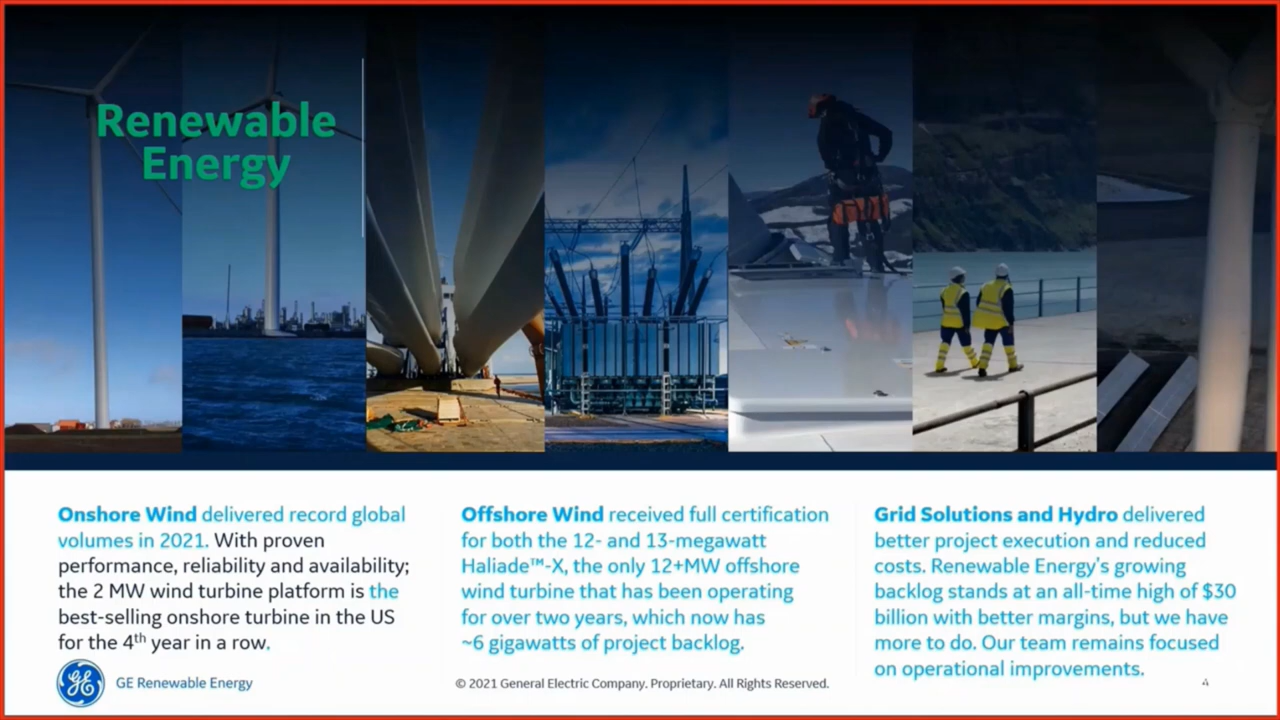 Renewable
Energy
Onshore Wind delivered record global
volumes in 2021. With proven
performance, reliability and availability;
the 2 MW wind turbine platform is the
best-selling onshore turbine in the US
for the 4th year in a row.
Offshore Wind received full certification
for both the 12- and 13-megawatt
Haliade™-X, the only 12+MW offshore
wind turbine that has been operating
for over two years, which now has
~6 gigawatts of project backlog.
Grid Solutions and Hydro delivered
better project execution and reduced
costs. Renewable Energy's growing
backlog stands at an all-time high of $30
billion with better margins, but we have
more to do. Our team remains focused
on operational improvements.
GE
GE Renewable Energy
© 2021 General Electric Company. Proprietary. All Rights Reserved.
4